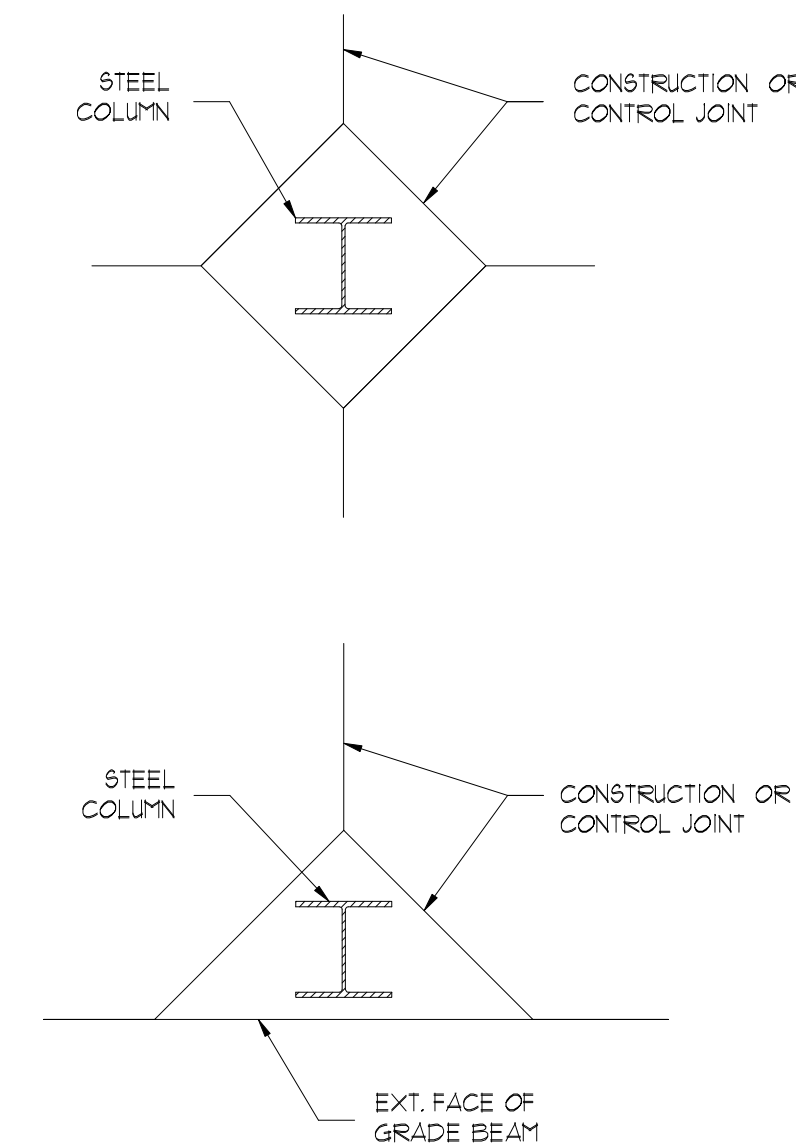 STEEL
COLUMN
CONSTRUCTION OR
CONTROL JOINT
STEEL
COLUMN
CONSTRUCTION OR
CONTROL JOINT
EXT. FACE OF
GRADE BEAM